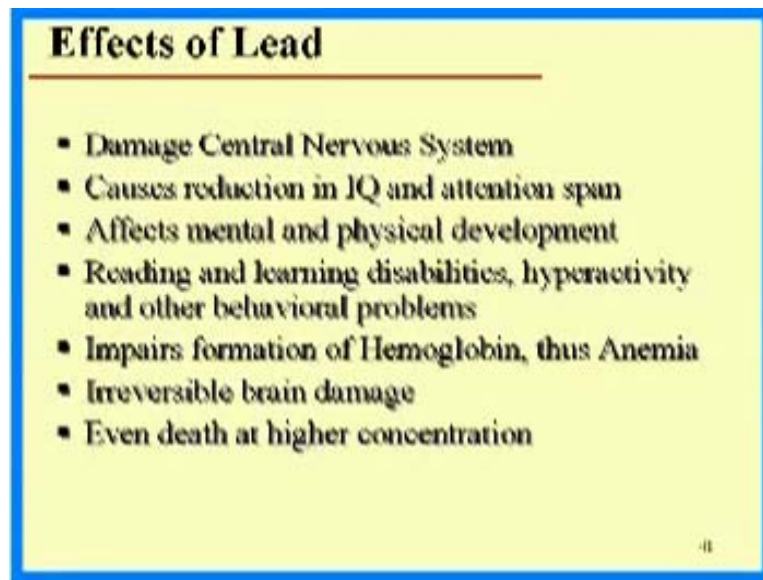 Effects of Lead
▪ Damage Central Nervous System
▪ Causes reduction in IQ and attention span
▪ Affects mental and physical development
▪ Reading and learning disabilities, hyperactivity
and other behavioral problems
▪ Impairs formation of Hemoglobin, thus Anemia
▪ Irreversible brain damage
▪ Even death at higher concentration